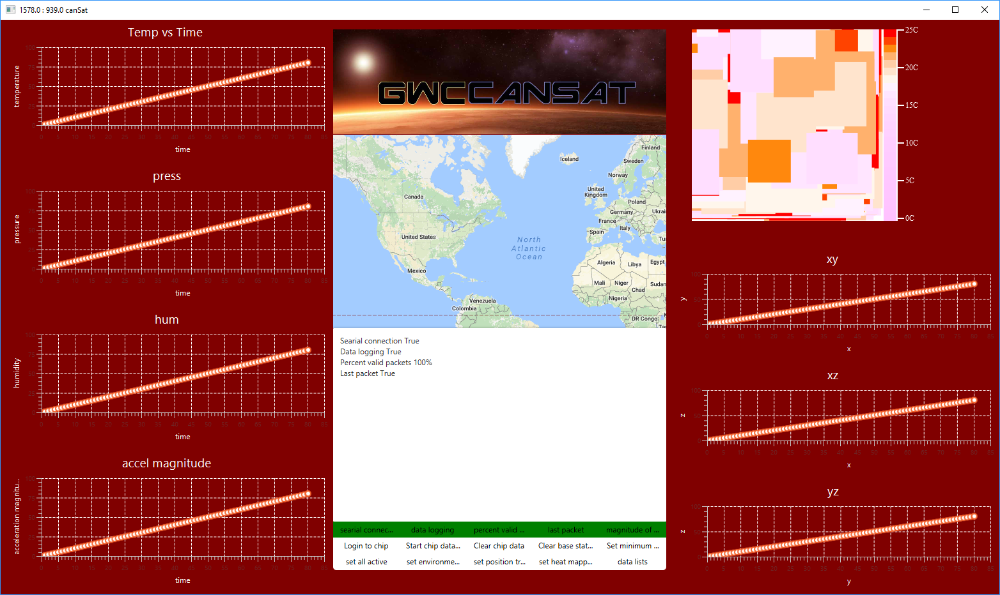 1578.0 : 939.0 canSat
Temp vs Time
temperature
100
75
50
25
0
0 5 10 15 20 25 30 35 40 45 50 55 60 65 70 75 80 85
time
press
pressure
100
75
50
25
0
0 5 10 15 20 25 30 35 40 45 50 55 60 65 70 75 80 85
time
hum
humidity
100
75
50
25
0
0 5 10 15 20 25 30 35 40 45 50 55 60 65 70 75 80 85
time
accel magnitude
acceleration magnitu...
100
75
50
25
0
0 5 10 15 20 25 30 35 40 45 50 55 60 65 70 75 80 85
time
GWCCANSAT
Iceland
Finland
Sweden
Norway
Canada
United
Kingdom
Poland
Germany
Ukrai
France
Italy
Spain
Tu
United States
North
Atlantic
Ocean
Algeria
Libya
Egypt
Mexico
Mali
Niger
Sudan
Chad
Nigeria
Venezuela
Colombia
DR Congo
K
Tar
Searial connection True
Data logging True
Percent valid packets 100%
Last packet True
searial connec... data logging percent valid ... last packet magnitude of ...
Login to chip Start chip data... Clear chip data Clear base stat... Set minimum ...
set all active set environme... set position tr... set heat mapp... data lists
25C
20C
15C
10C
5C
0C
xy
y
100
50
0
0 5 10 15 20 25 30 35 40 45 50 55 60 65 70 75 80 85
x
xz
z
100
50
0
0 5 10 15 20 25 30 35 40 45 50 55 60 65 70 75 80 85
x
yz
z
100
50
0
0 5 10 15 20 25 30 35 40 45 50 55 60 65 70 75 80 85
y